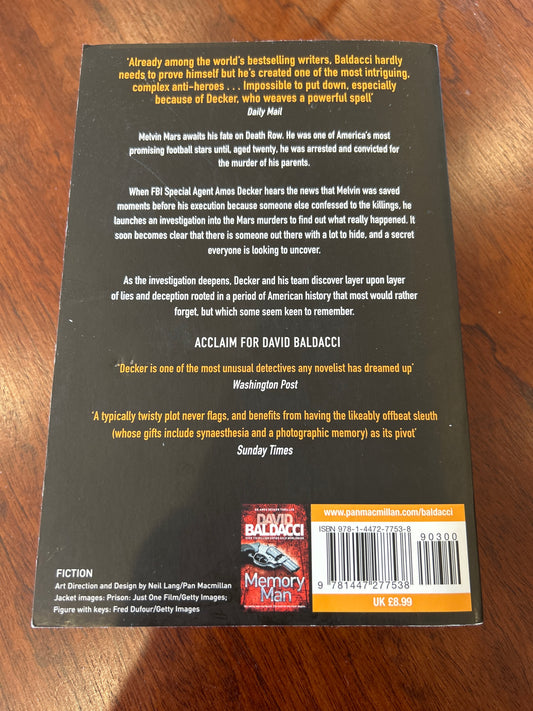 ‘Already among the world’s bestselling writers, Baldacci hardly
needs to prove himself but he’s created one of the most intriguing,
complex anti-heroes . . . Impossible to put down, especially
because of Decker, who weaves a powerful spell’
Daily Mail
Melvin Mars awaits his fate on Death Row. He was one of America’s most
promising football stars until, aged twenty, he was arrested and convicted for
the murder of his parents.
When FBI Special Agent Amos Decker hears the news that Melvin was saved
moments before his execution because someone else confessed to the killings, he
launches an investigation into the Mars murders to find out what really happened. It
soon becomes clear that there is someone out there with a lot to hide, and a secret
everyone is looking to uncover.
As the investigation deepens, Decker and his team discover layer upon layer
of lies and deception rooted in a period of American history that most would rather
forget, but which some seem keen to remember.
ACCLAIM FOR DAVID BALDACCI
‘‘Decker is one of the most unusual detectives any novelist has dreamed up’
Washington Post
‘A typically twisty plot never flags, and benefits from having the likeably offbeat sleuth
(whose gifts include synaesthesia and a photographic memory) as its pivot’
Sunday Times
FICTION
Art Direction and Design by Neil Lang/Pan Macmillan
Jacket images: Prison: Just One Film/Getty Images;
Figure with keys: Fred Dufour/Getty Images
AN AMOS DECKER THRILLER
DAVID
BALDACCI
Memory
Man
www.panmacmillan.com/baldacci
ISBN 978-1-4472-7753-8
90300
9 781447 277538
UK £8.99